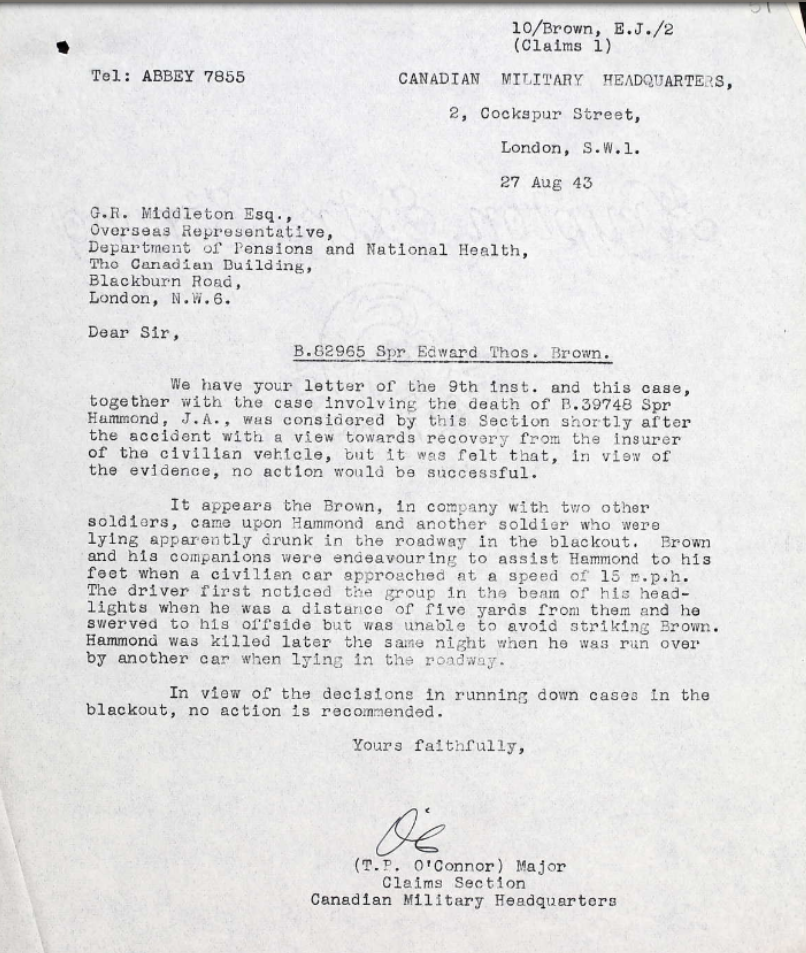 51
10/Brown, E.J./2
(Claims 1)
Tel: ABBEY 7855
CANADIAN MILITARY HEADQUARTERS,
2, Cockspur Street,
London, S.W.1.
27 Aug 43
G.R. Middleton Esq.,
Overseas Representative,
Department of Pensions and National Health,
The Canadian Building,
Blackburn Road,
London, N.W.6.
Dear Sir,
B.82965 Spr Edward Thos. Brown.
We have your letter of the 9th inst. and this case,
together with the case involving the death of B.39748 Spr
Hammond, J.A., was considered by this Section shortly after
the accident with a view towards recovery from the insurer
of the civilian vehicle, but it was felt that, in view of
the evidence, no action would be successful.
It appears the Brown, in company with two other
soldiers, came upon Hammond and another soldier who were
lying apparently drunk in the roadway in the blackout. Brown
and his companions were endeavouring to assist Hammond to his
feet when a civilian car approached at a speed of 15 m.p.h.
The driver first noticed the group in the beam of his head-
lights when he was a distance of five yards from them and he
swerved to his offside but was unable to avoid striking Brown.
Hammond was killed later the same night when he was run over
by another car when lying in the roadway.
In view of the decisions in running down cases in the
blackout, no action is recommended.
Yours faithfully,
(T.P. O'Connor) Major
Claims Section
Canadian Military Headquarters